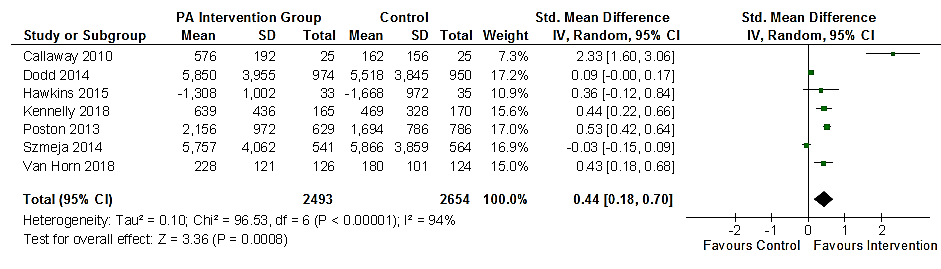 PA Intervention Group Control Std. Mean Difference Std. Mean Difference
Study or Subgroup Mean SD Total Mean SD Total Weight IV, Random, 95% CI IV, Random, 95% CI
Callaway 2010 576 192 25 162 156 25 7.3% 2.33 [1.60, 3.06]
Dodd 2014 5,850 3,955 974 5,518 3,845 950 17.2% 0.09 [-0.00, 0.17]
Hawkins 2015 -1,308 1,002 33 -1,668 972 35 10.9% 0.36 [-0.12, 0.84]
Kennelly 2018 639 436 165 469 328 170 15.5% 0.44 [0.22, 0.66]
Poston 2013 2,156 972 629 1,694 786 786 17.0% 0.53 [0.42, 0.64]
Szmeja 2014 5,757 4,062 541 5,866 3,859 564 16.9% -0.03 [-0.15, 0.09]
Van Horn 2018 228 121 126 180 101 124 15.0% 0.43 [0.18, 0.68]
Total (95% CI) 2493 2654 100.0% 0.44 [0.18, 0.70]
Heterogeneity: Tau² = 0.10; Chi² = 96.53, df = 6 (P < 0.00001); I² = 94%
Test for overall effect: Z = 3.36 (P = 0.0008)
-3 -2 -1 0 1 2 3
Favours Control Favours Intervention